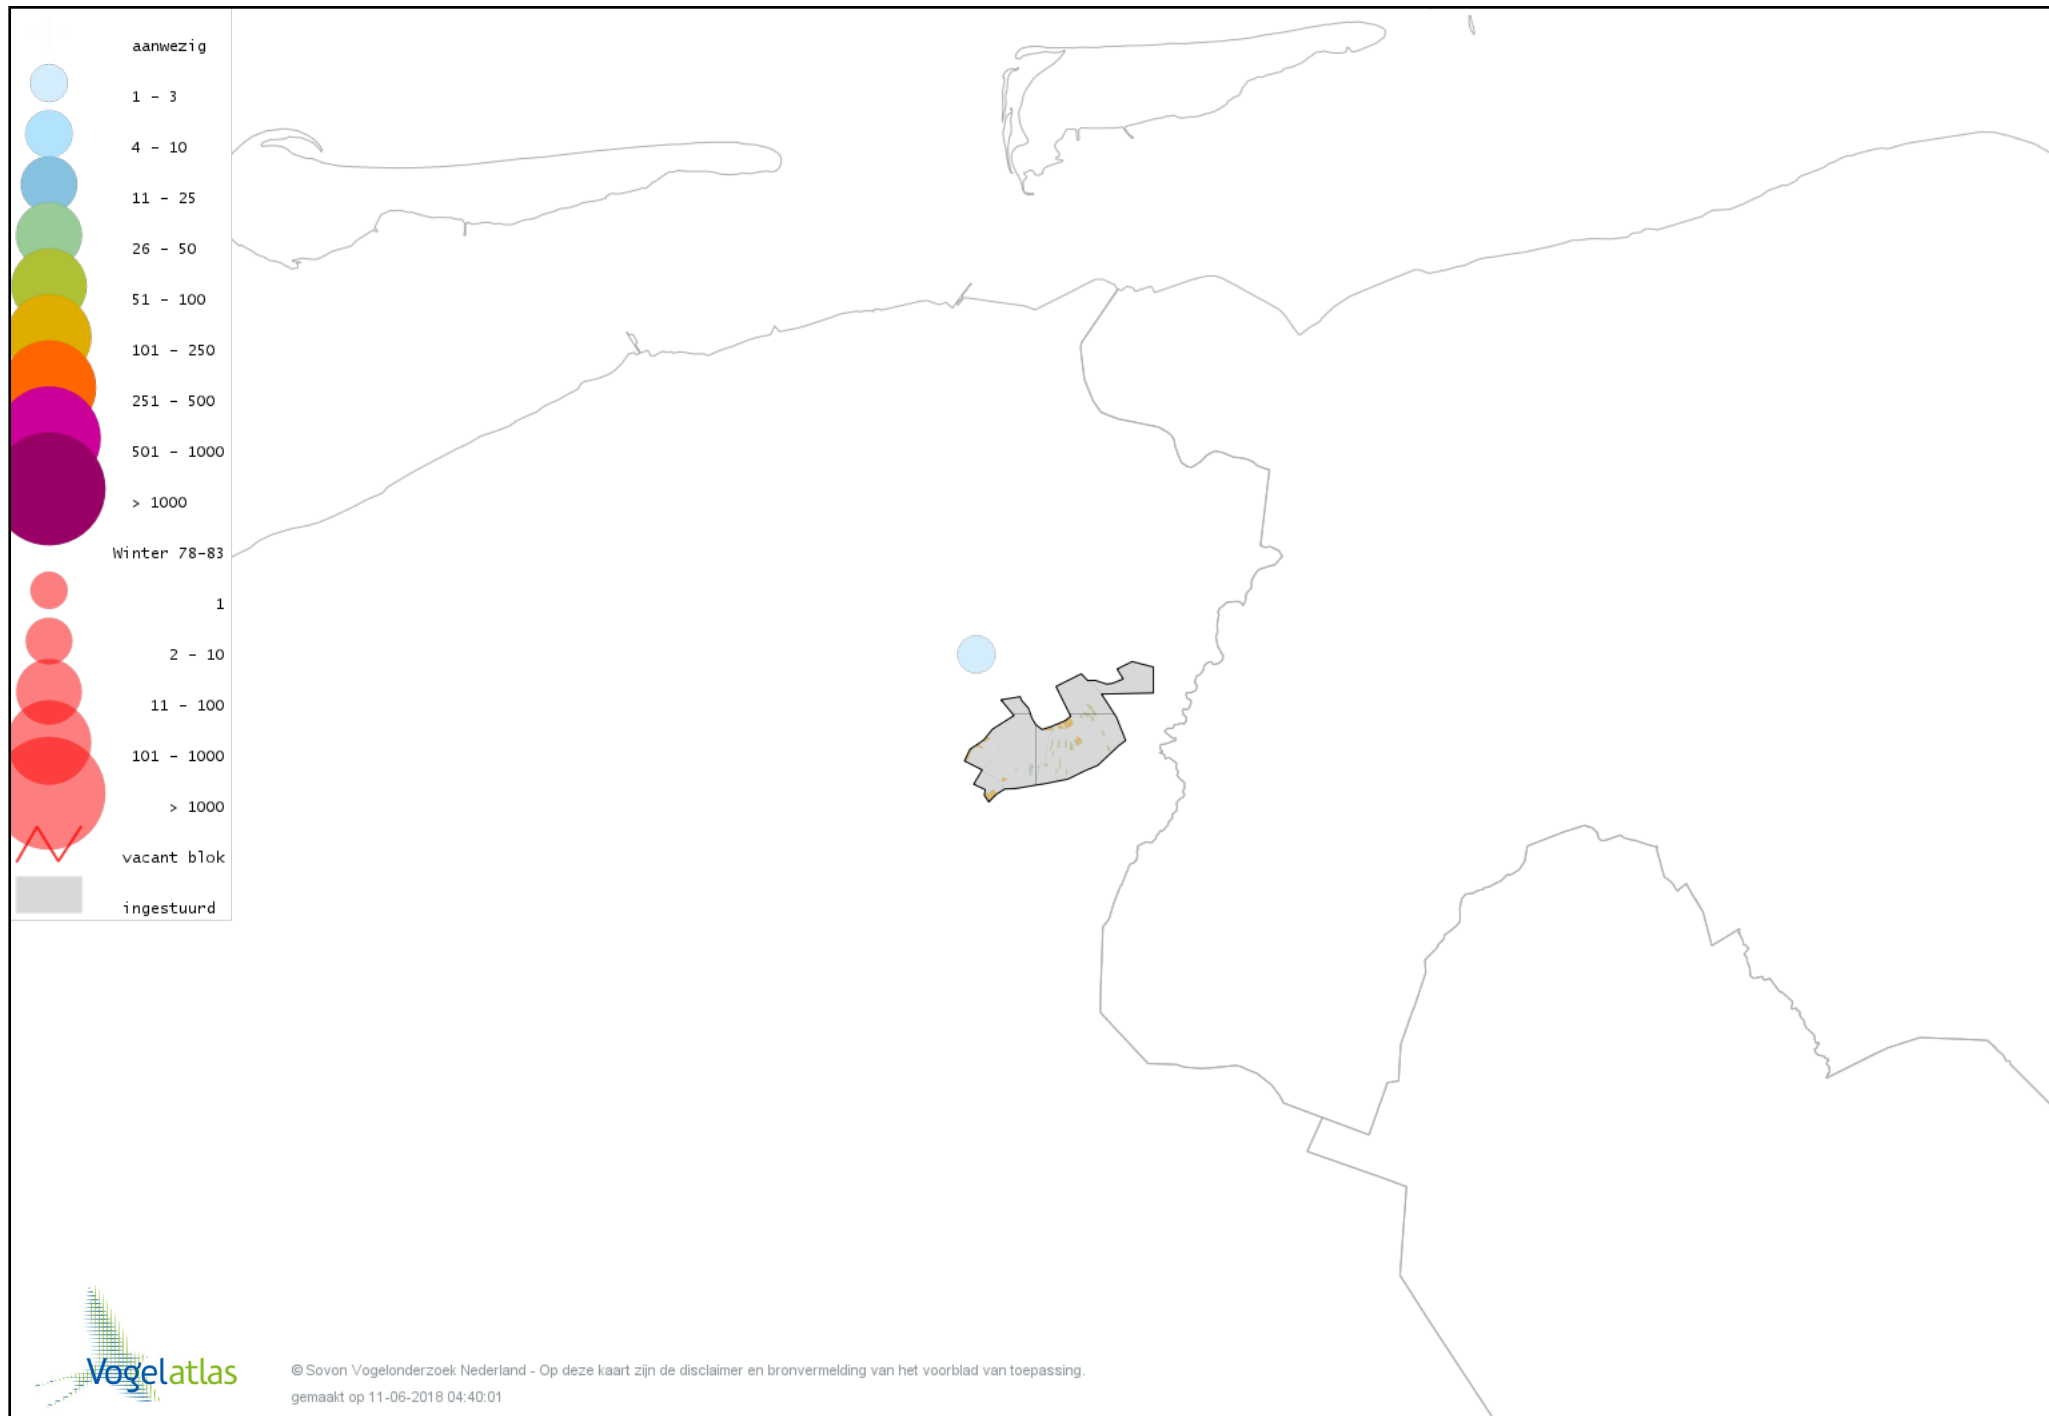 aanwezig
1 - 3
4 - 10
11 - 25
26 - 50
51 - 100
101 - 250
251 - 500
501 - 1000
> 1000
Winter 78-83
1
2 - 10
11 - 100
101 - 1000
> 1000
vacant blok
ingestuurd
Vogelatlas
© Sovon Vogelonderzoek Nederland - Op deze kaart zijn de disclaimer en bronvermelding van het voorblad van toepassing.
gemaakt op 11-06-2018 04:40:01